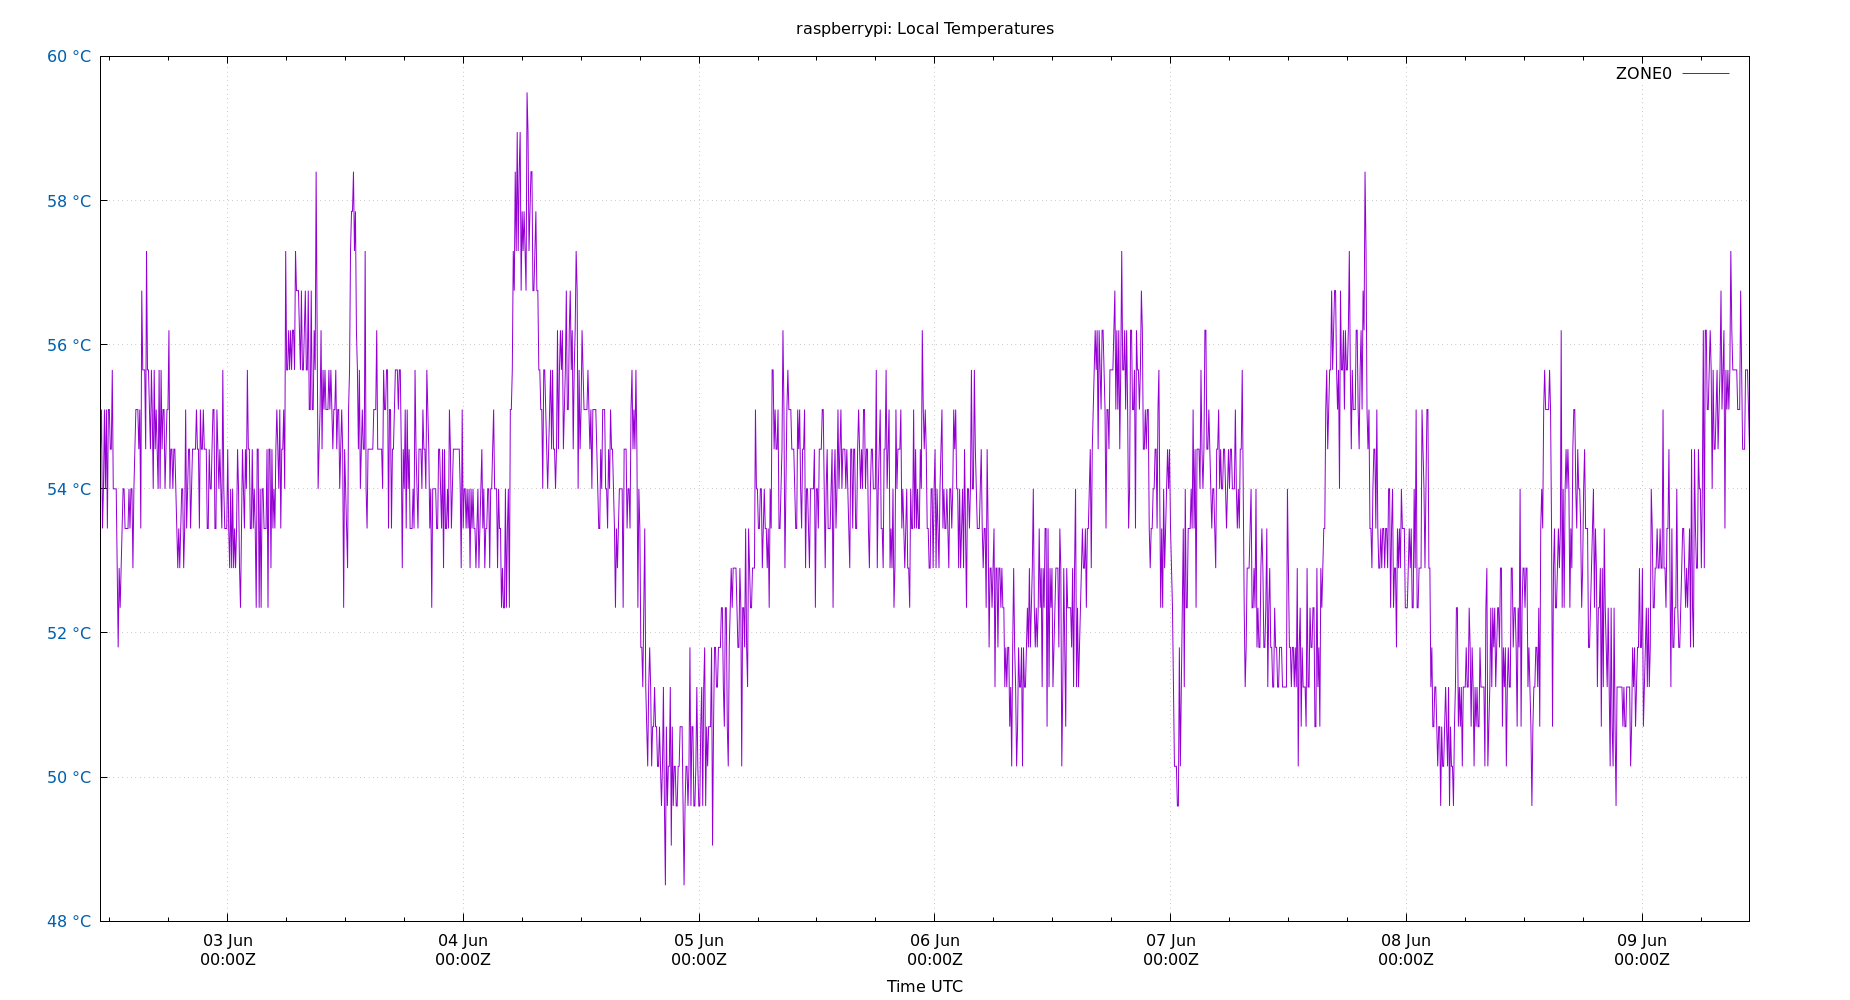 raspberrypi: Local Temperatures
60 °C
ZONE0
58 °C
56 °C
54 °C
52 °C
50 °C
48 °C
03 Jun 04 Jun 05 Jun 06 Jun 07 Jun 08 Jun 09 Jun
00:00Z 00:00Z 00:00Z 00:00Z 00:00Z 00:00Z 00:00Z
Time UTC